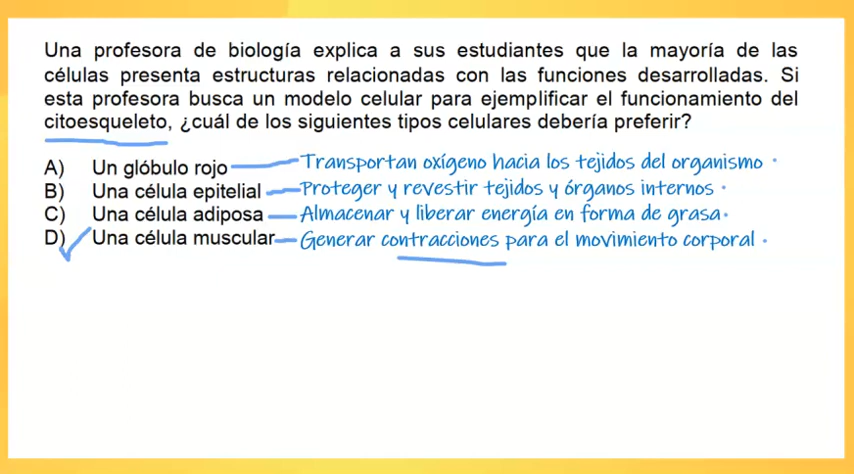 Una profesora de biología explica a sus estudiantes que la mayoría de las
células presenta estructuras relacionadas con las funciones desarrolladas. Si
esta profesora busca un modelo celular para ejemplificar el funcionamiento del
citoesqueleto, ¿cuál de los siguientes tipos celulares debería preferir?
A) Un glóbulo rojo Transportan oxígeno hacia los tejidos del organismo
B) Una célula epitelial Proteger y revestir tejidos y órganos internos
C) Una célula adiposa Almacenar y liberar energía en forma de grasa
D) Una célula muscular Generar contracciones para el movimiento corporal